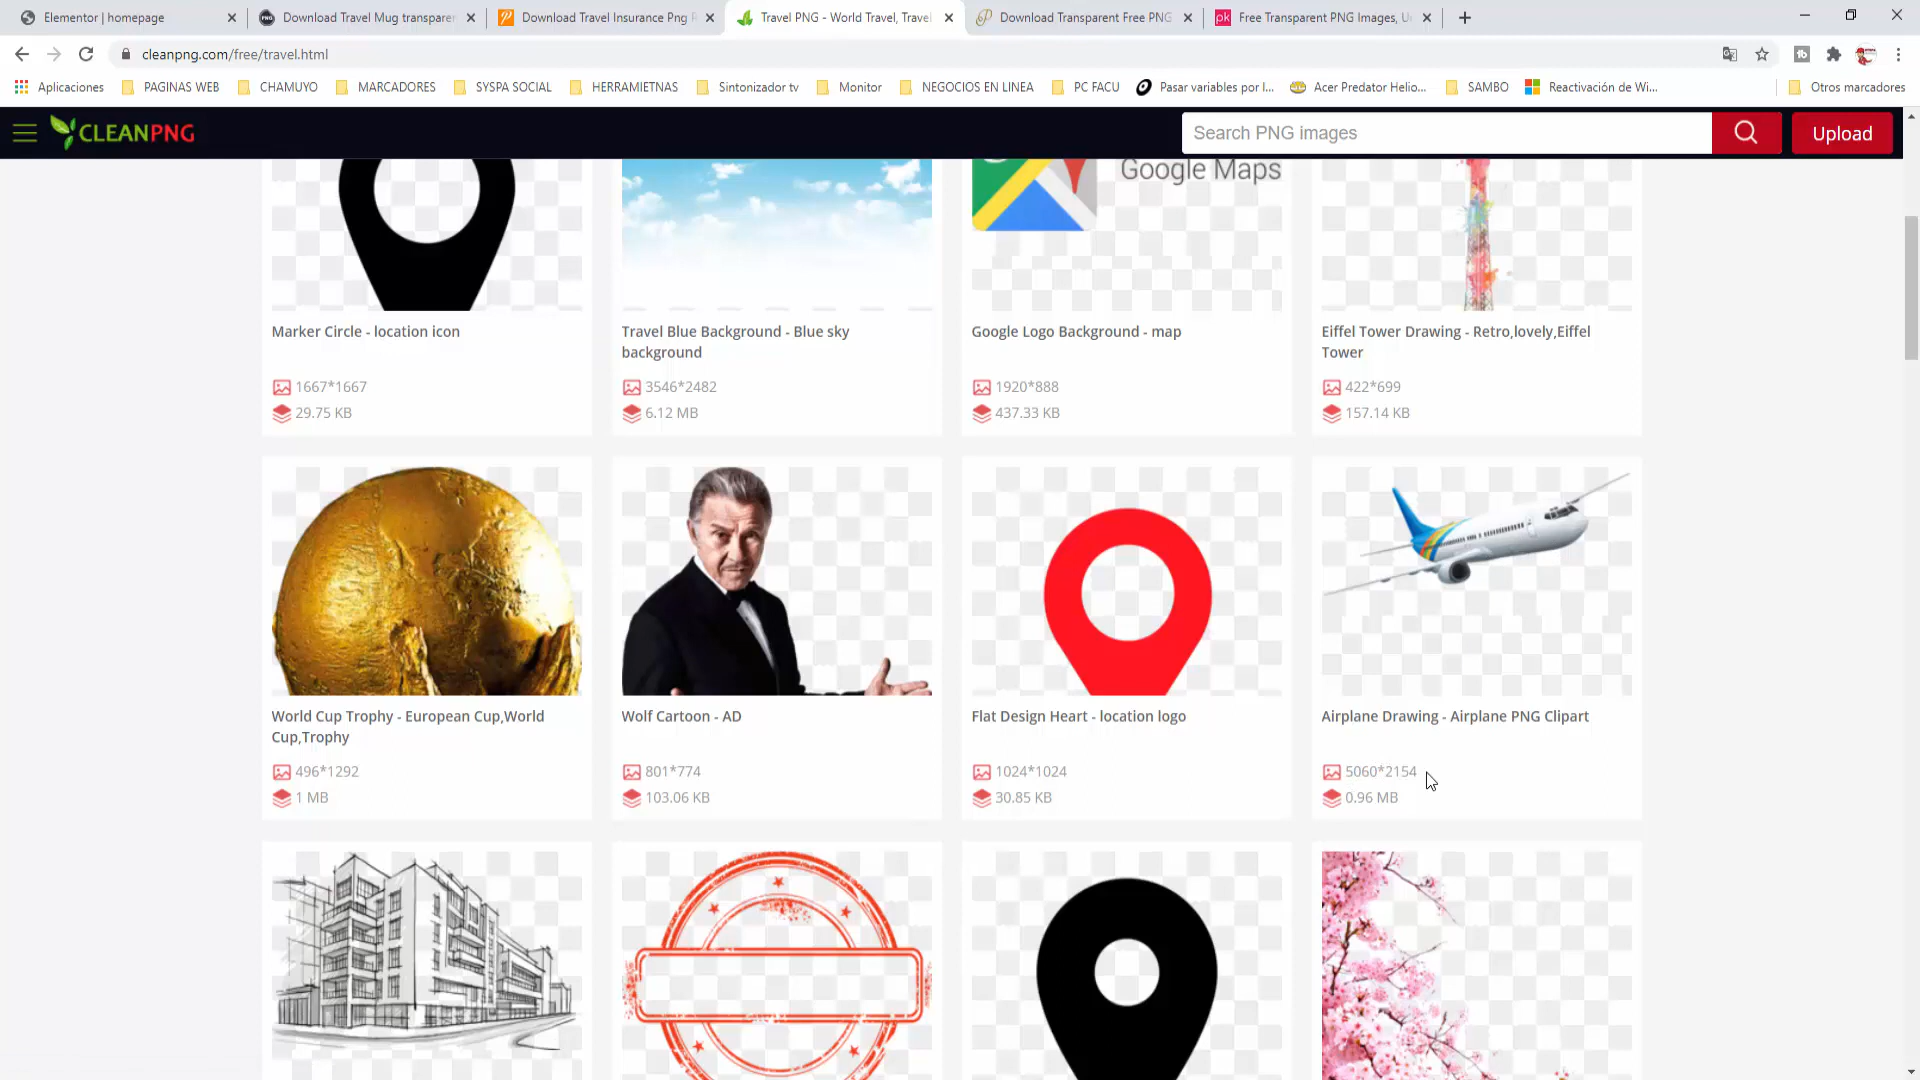 Elementor | homepage
Download Travel Mug transparen
Download Travel Insurance Png R
Travel PNG - World Travel, Travel
Download Transparent Free PNG
Free Transparent PNG Images, U
cleanpng.com/free/travel.html
Aplicaciones
PAGINAS WEB
CHAMUYO
MARCADORES
SYSPA SOCIAL
HERRAMIETNAS
Sintonizador tv
Monitor
NEGOCIOS EN LINEA
PC FACU
Pasar variables por l...
Acer Predator Helio...
SAMBO
Reactivación de Wi...
Otros marcadores
CLEANPNG
Search PNG images
Upload
Google Maps
Marker Circle - location icon
1667*1667
29.75 KB
Travel Blue Background - Blue sky
background
3546*2482
6.12 MB
Google Logo Background - map
1920*888
437.33 KB
Eiffel Tower Drawing - Retro,lovely,Eiffel
Tower
422*699
157.14 KB
World Cup Trophy - European Cup,World
Cup,Trophy
496*1292
1 MB
Wolf Cartoon - AD
801*774
103.06 KB
Flat Design Heart - location logo
1024*1024
30.85 KB
Airplane Drawing - Airplane PNG Clipart
5060*2154
0.96 MB